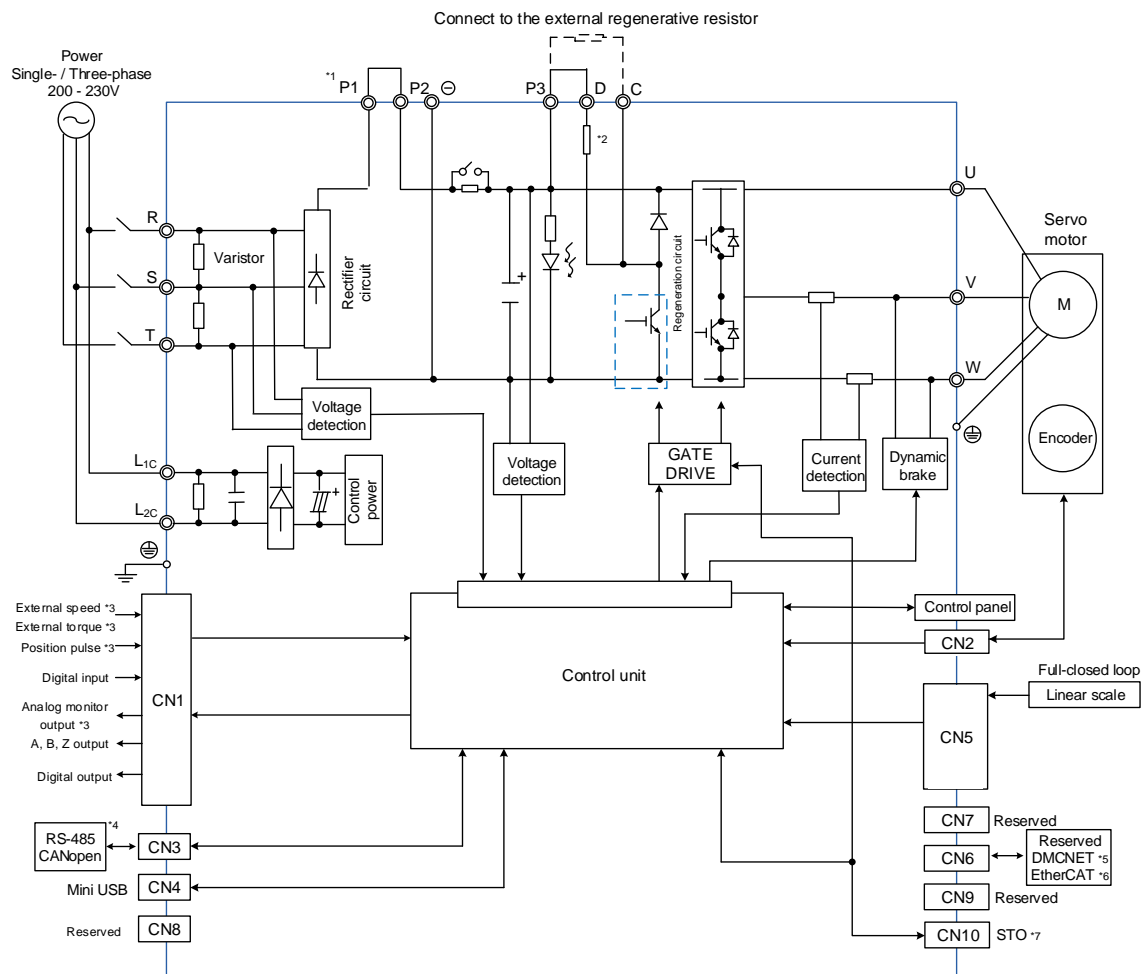 Connect to the external regenerative resistor
Power
Single- / Three-phase
200 - 230V
*1 P1
P2
⊖
P3
D
C
*2
U
R
Varistor
S
T
Rectifier
circuit
Regeneration circuit
Servo
motor
V
M
W
Voltage
detection
Voltage
detection
GATE
DRIVE
Current
detection
Dynamic
brake
Encoder
L1C
L2C
Control
power
External speed *3
External torque *3
Position pulse *3
Digital input
Analog monitor
output *3
A, B, Z output
Digital output
CN1
Control unit
Control panel
CN2
Full-closed loop
Linear scale
CN5
RS-485
CANopen
*4
CN3
Mini USB
CN4
Reserved
CN8
CN7
Reserved
CN6
Reserved
DMCNET *5
EtherCAT *6
CN9
Reserved
CN10
STO *7